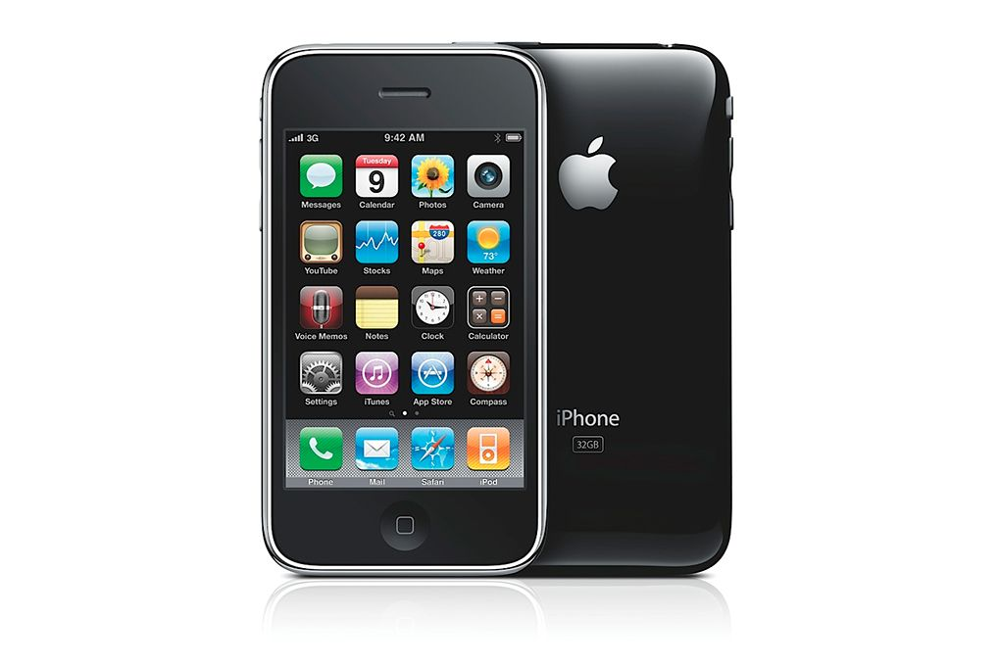 3G 9:42 AM
Tuesday
9
Messages Calendar Photos Camera
280
73°
YouTube Stocks Maps Weather
Voice Memos Notes Clock Calculator
Settings iTunes App Store Compass
Phone Mail Safari iPod
iPhone
32GB